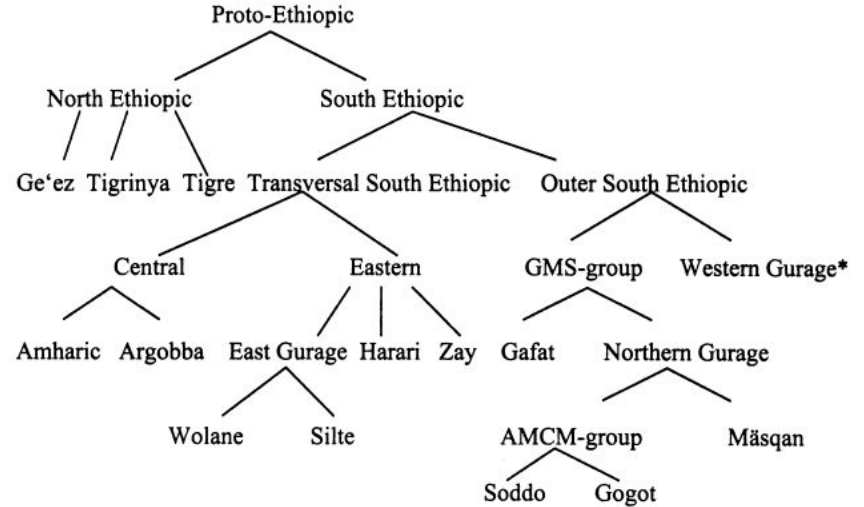 Proto-Ethiopic
North Ethiopic South Ethiopic
Ge‘ez Tigrinya Tigre Transversal South Ethiopic Outer South Ethiopic
Central Eastern GMS-group Western Gurage*
Amharic Argobba East Gurage Harari Zay Gafat Northern Gurage
Wolane Silte AMCM-group Mäsqan
Soddo Gogot